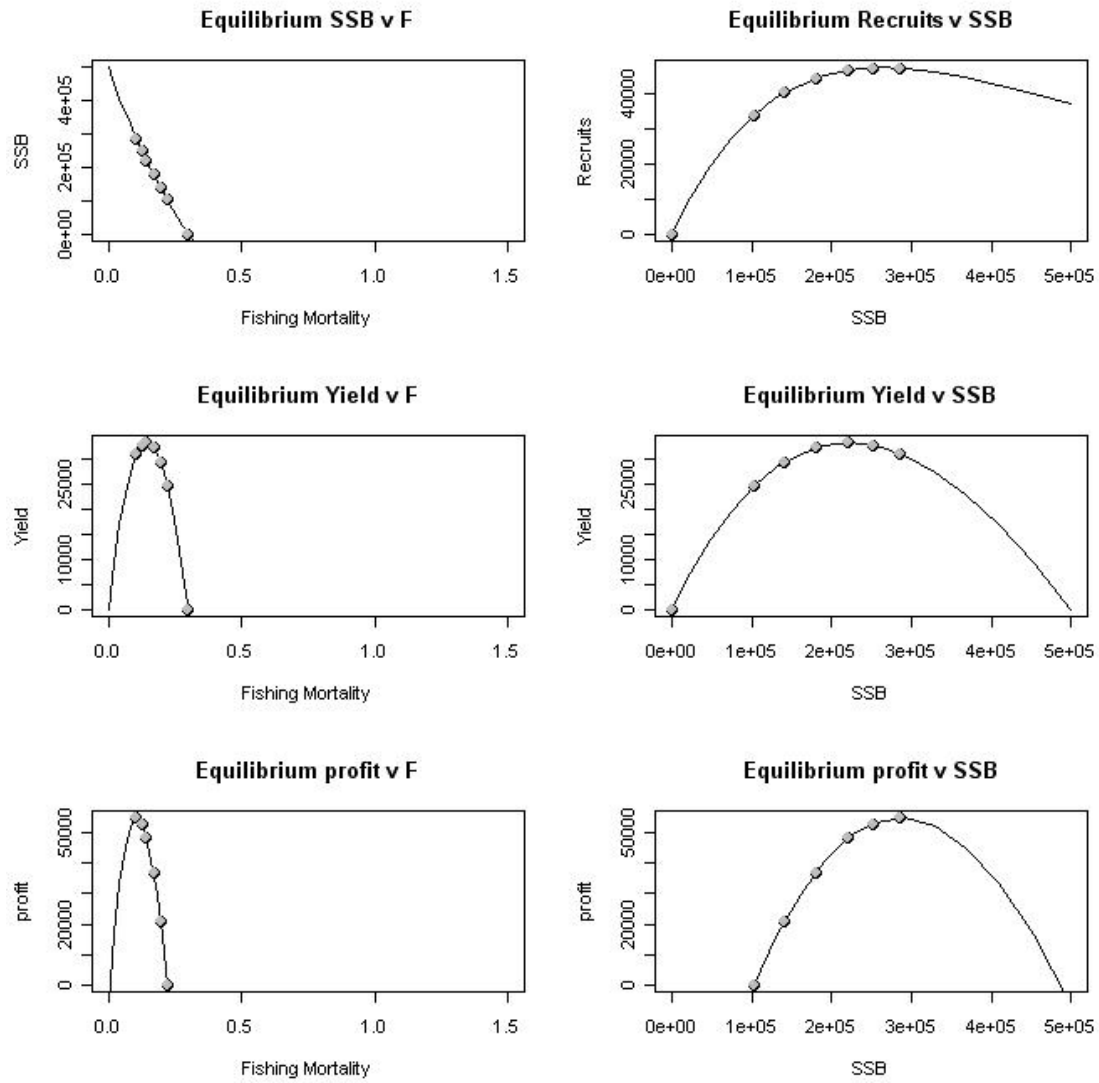 Equilibrium SSB v F
SSB
0e+00 2e+05 4e+05
0.0 0.5 1.0 1.5
Fishing Mortality
Equilibrium Recruits v SSB
Recruits
0 20000 40000
0e+00 1e+05 2e+05 3e+05 4e+05 5e+05
SSB
Equilibrium Yield v F
Yield
0 10000 25000
0.0 0.5 1.0 1.5
Fishing Mortality
Equilibrium Yield v SSB
Yield
0 10000 25000
0e+00 1e+05 2e+05 3e+05 4e+05 5e+05
SSB
Equilibrium profit v F
profit
0 20000 50000
0.0 0.5 1.0 1.5
Fishing Mortality
Equilibrium profit v SSB
profit
0 20000 50000
0e+00 1e+05 2e+05 3e+05 4e+05 5e+05
SSB